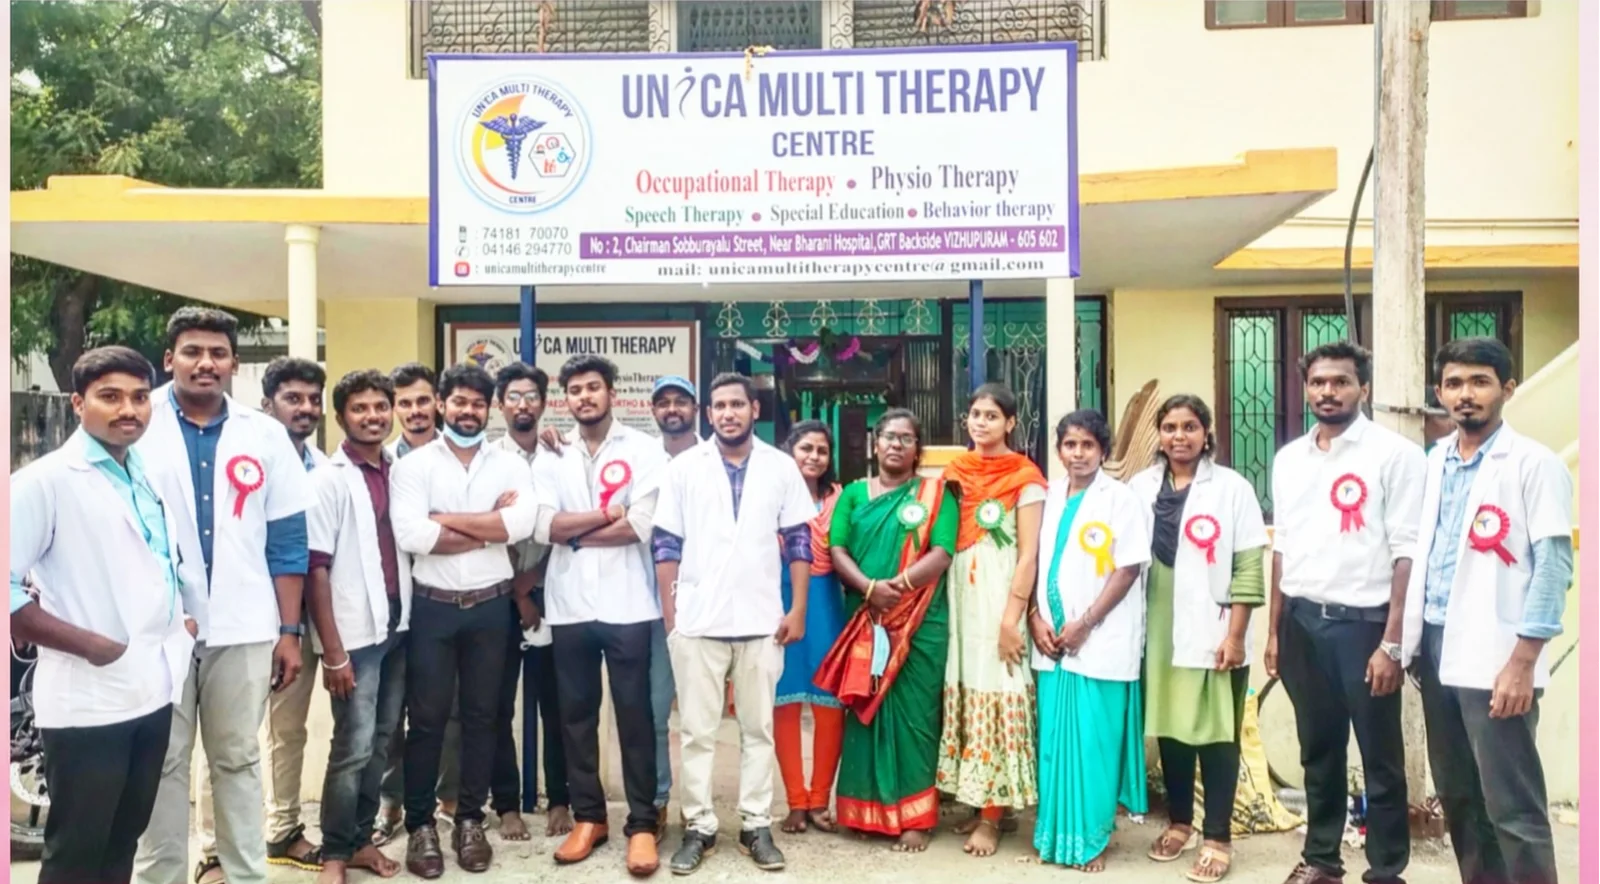 UNiCA MULTI THERAPY
CENTRE
UNiCA MULTI THERAPY
CENTRE
Occupational Therapy • Physio Therapy
Speech Therapy • Special Education • Behavior therapy
: 74181 70070
: 04146 294770
: unicamultitherapycentre
No : 2, Chairman Sobburayalu Street, Near Bharani Hospital,GRT Backside VIZHUPURAM - 605 602
mail: unicamultitherapycentre@gmail.com
UNiCA MULTI THERAPY